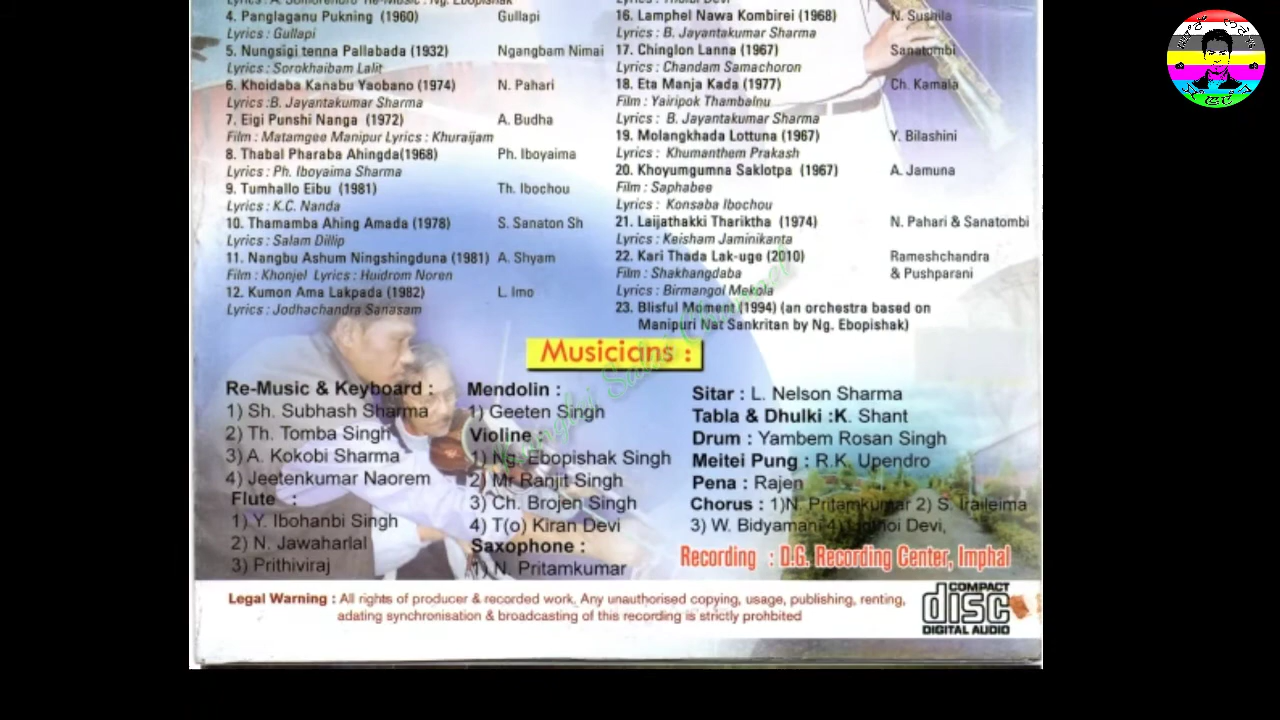 Lyrics : A. Somorendro Re-Music : Ng. Ebopishak
4. Panglaganu Pukning (1960) Gullapi
Lyrics : Gullapi
5. Nungsigi tenna Pallabada (1932) Ngangbam Nimai
Lyrics : Sorokhaibam Lalit
6. Khoidaba Kanabu Yaobano (1974) N. Pahari
Lyrics :B. Jayantakumar Sharma
7. Eigi Punshi Nanga (1972) A. Budha
Film : Matamgee Manipur Lyrics : Khuraijam
8. Thabal Pharaba Ahingda(1968) Ph. Iboyaima
Lyrics : Ph. Iboyaima Sharma
9. Tumhallo Eibu (1981) Th. Ibochou
Lyrics : K.C. Nanda
10. Thamamba Ahing Amada (1978) S. Sanaton Sh
Lyrics : Salam Dillip
11. Nangbu Ashum Ningshingduna (1981) A. Shyam
Film : Khonjel Lyrics : Huidrom Noren
12. Kumon Ama Lakpada (1982) L. Imo
Lyrics : Jodhachandra Sanasam
Lyrics : Thoibi Devi
16. Lamphel Nawa Kombirei (1968) N. Sushila
Lyrics : B. Jayantakumar Sharma
17. Chinglon Lanna (1967) Sanatombi
Lyrics : Chandam Samachoron
18. Eta Manja Kada (1977) Ch. Kamala
Film : Yairipok Thambalnu
Lyrics : B. Jayantakumar Sharma
19. Molangkhada Lottuna (1967) Y. Bilashini
Lyrics : Khumanthem Prakash
20. Khoyumgumna Saklotpa (1967) A. Jamuna
Film : Saphabee
Lyrics : Konsaba Ibochou
21. Laijathakki Thariktha (1974) N. Pahari & Sanatombi
Lyrics : Keisham Jaminikanta
22. Kari Thada Lak-uge (2010) Rameshchandra
Film : Shakhangdaba & Pushparani
Lyrics : Birmangol Mekola
23. Blisful Moment (1994) (an orchestra based on
Manipuri Nat Sankritan by Ng. Ebopishak)
Musicians :
Re-Music & Keyboard :
1) Sh. Subhash Sharma
2) Th. Tomba Singh
3) A. Kokobi Sharma
4) Jeetenkumar Naorem
Flute :
1) Y. Ibohanbi Singh
2) N. Jawaharlal
3) Prithiviraj
Mendolin :
1) Geeten Singh
Violine :
1) Ng. Ebopishak Singh
2) Mr Ranjit Singh
3) Ch. Brojen Singh
4) T(o) Kiran Devi
Saxophone :
1) N. Pritamkumar
Sitar : L. Nelson Sharma
Tabla & Dhulki :K. Shant
Drum : Yambem Rosan Singh
Meitei Pung : R.K. Upendro
Pena : Rajen
Chorus : 1)N. Pritamkumar 2) S. Iraileima
3) W. Bidyamani 4) Devi,
Recording : D.G. Recording Center, Imphal
Legal Warning : All rights of producer & recorded work, Any unauthorised copying, usage, publishing, renting,
adating synchronisation & broadcasting of this recording is strictly prohbited
COMPACT
disc
DIGITAL AUDIO